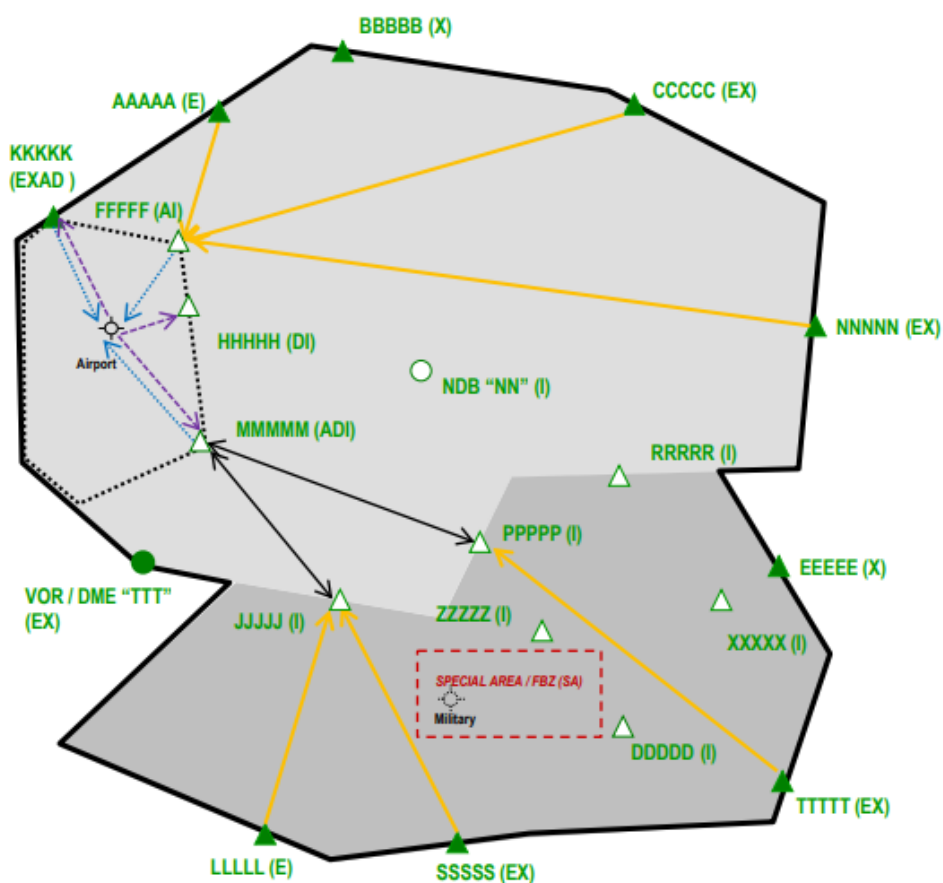 BBBBB (X)
CCCCC (EX)
AAAAA (E)
KKKKK
(EXAD )
FFFFF (AI)
NNNNN (EX)
HHHHH (DI)
Airport
NDB “NN” (I)
MMMMM (ADI)
RRRRR (I)
PPPPP (I)
EEEEE (X)
VOR / DME “TTT”
(EX)
JJJJJ (I)
ZZZZZ (I)
XXXXX (I)
SPECIAL AREA / FBZ (SA)
Military
DDDDD (I)
TTTTT (EX)
LLLLL (E)
SSSSS (EX)